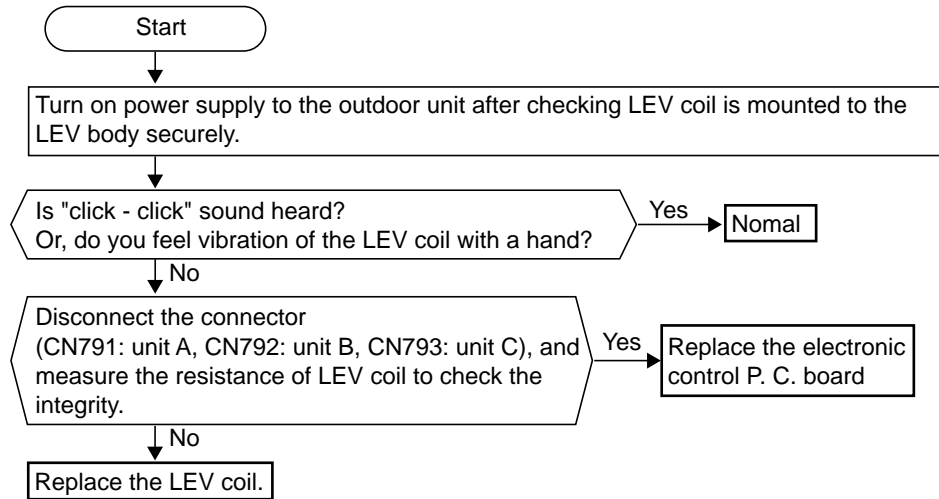 Start
Turn on power supply to the outdoor unit after checking LEV coil is mounted to the
LEV body securely.
Is "click - click" sound heard?
Or, do you feel vibration of the LEV coil with a hand?
Yes
Nomal
No
Disconnect the connector
(CN791: unit A, CN792: unit B, CN793: unit C), and
measure the resistance of LEV coil to check the
integrity.
Yes
Replace the electronic
control P. C. board
No
Replace the LEV coil.